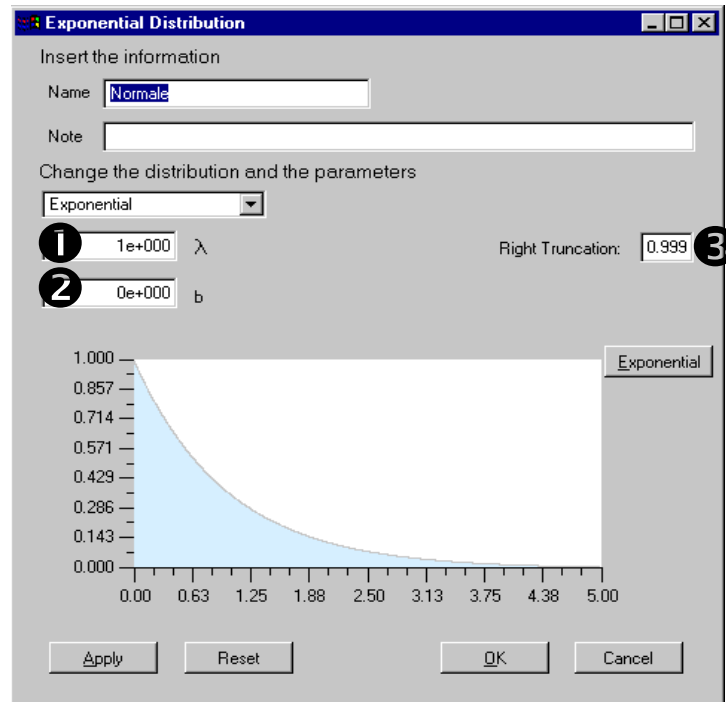 Exponential Distribution
Insert the information
Name Normale
Note
Change the distribution and the parameters
Exponential
❶ 1e+000 λ Right Truncation: 0.999 ❸
❷ 0e+000 b
Exponential
1.000
0.857
0.714
0.571
0.429
0.286
0.143
0.000
0.00 0.63 1.25 1.88 2.50 3.13 3.75 4.38 5.00
Apply Reset OK Cancel